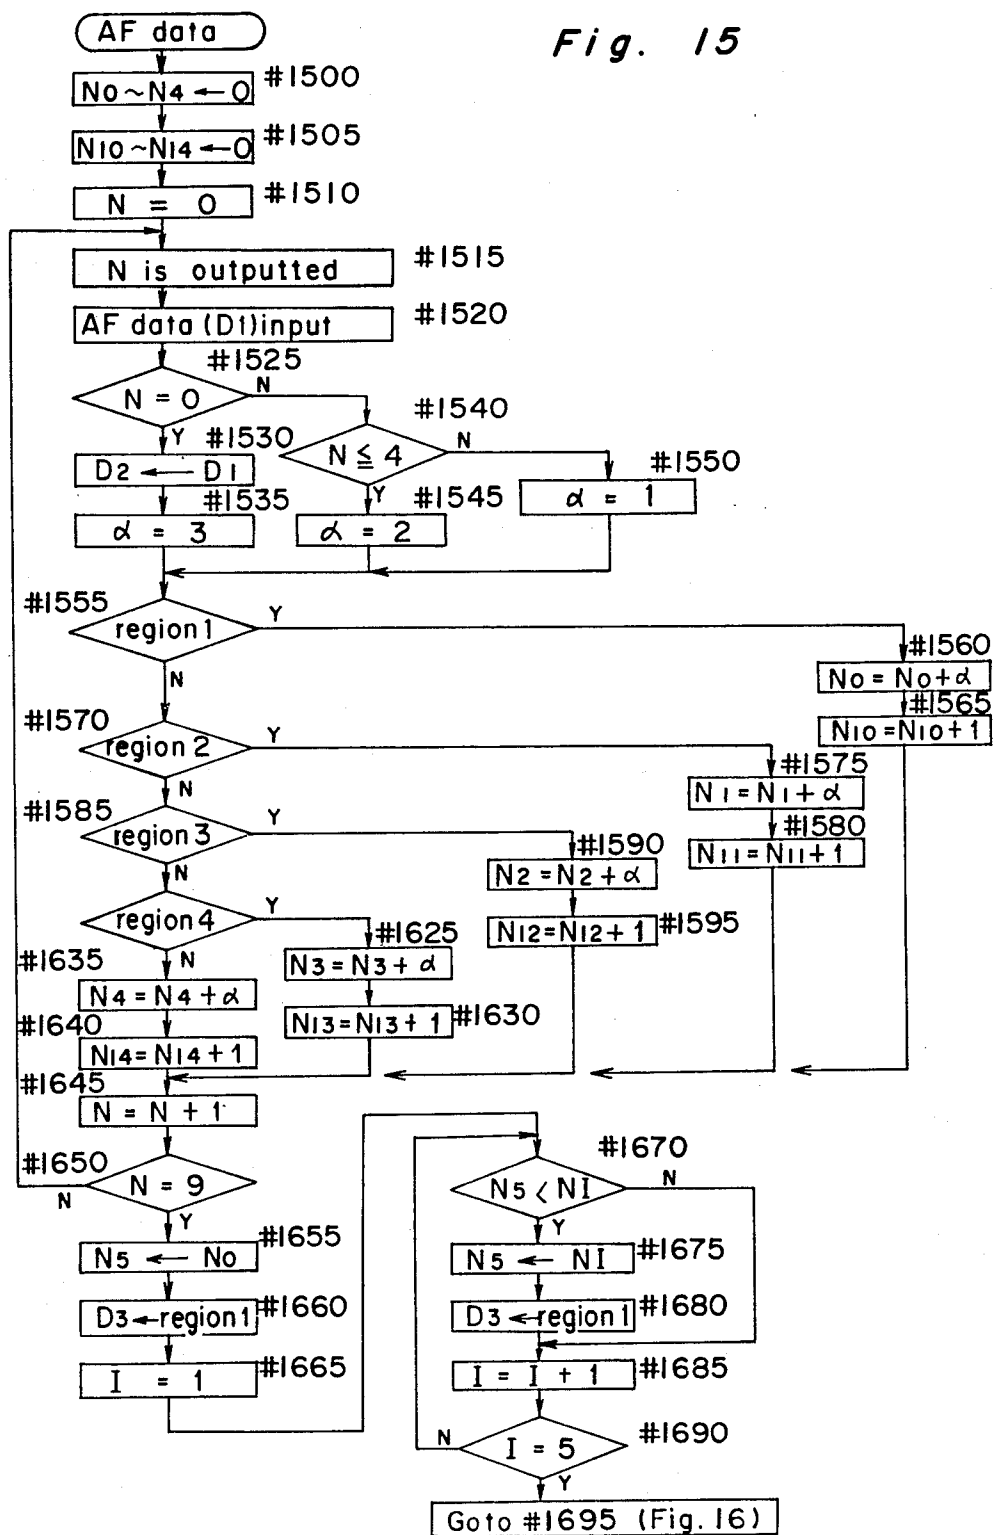 Fig. 15
AF data
#1500
N0~N4 ← 0
#1505
N10~N14 ← 0
#1510
N = 0
#1515
N is outputted
#1520
AF data (D1) input
#1525
N = 0
N
Y
#1540
N ≦ 4
N
Y
#1530
D2 ← D1
#1535
α = 3
#1545
α = 2
#1550
α = 1
#1555
region 1
Y
N
#1560
N0 = N0 + α
#1565
N10 = N10 + 1
#1570
region 2
Y
N
#1575
N1 = N1 + α
#1580
N11 = N11 + 1
#1585
region 3
Y
N
#1590
N2 = N2 + α
#1595
N12 = N12 + 1
region 4
Y
N
#1625
N3 = N3 + α
#1630
N13 = N13 + 1
#1635
N4 = N4 + α
#1640
N14 = N14 + 1
#1645
N = N + 1
#1650
N = 9
N
Y
#1655
N5 ← N0
#1660
D3 ← region 1
#1665
I = 1
#1670
N5 < NI
N
Y
#1675
N5 ← NI
#1680
D3 ← region 1
#1685
I = I + 1
#1690
I = 5
N
Y
Goto #1695 (Fig. 16)